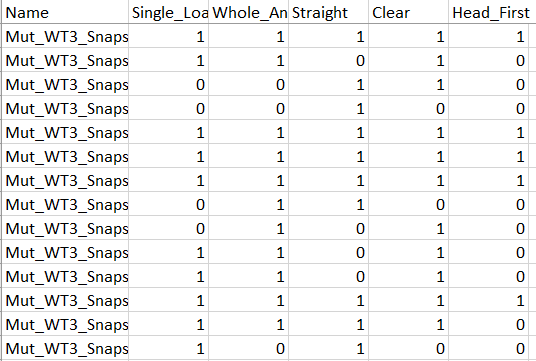 Name Single_Loa Whole_An Straight Clear Head_First
Mut_WT3_Snaps 1 1 1 1 1
Mut_WT3_Snaps 1 1 0 1 0
Mut_WT3_Snaps 0 0 1 1 0
Mut_WT3_Snaps 0 0 1 0 0
Mut_WT3_Snaps 1 1 1 1 1
Mut_WT3_Snaps 1 1 1 1 1
Mut_WT3_Snaps 1 1 1 1 1
Mut_WT3_Snaps 0 1 1 0 0
Mut_WT3_Snaps 0 1 0 1 0
Mut_WT3_Snaps 1 1 0 1 0
Mut_WT3_Snaps 1 1 0 1 0
Mut_WT3_Snaps 1 1 1 1 1
Mut_WT3_Snaps 1 1 1 1 0
Mut_WT3_Snaps 1 0 1 0 0